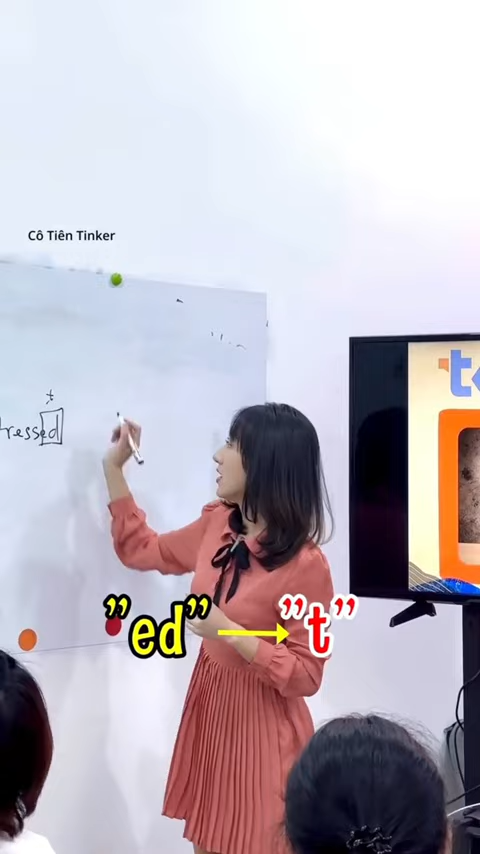 Cô Tiên Tinker
t
ressed
"ed" → "t"